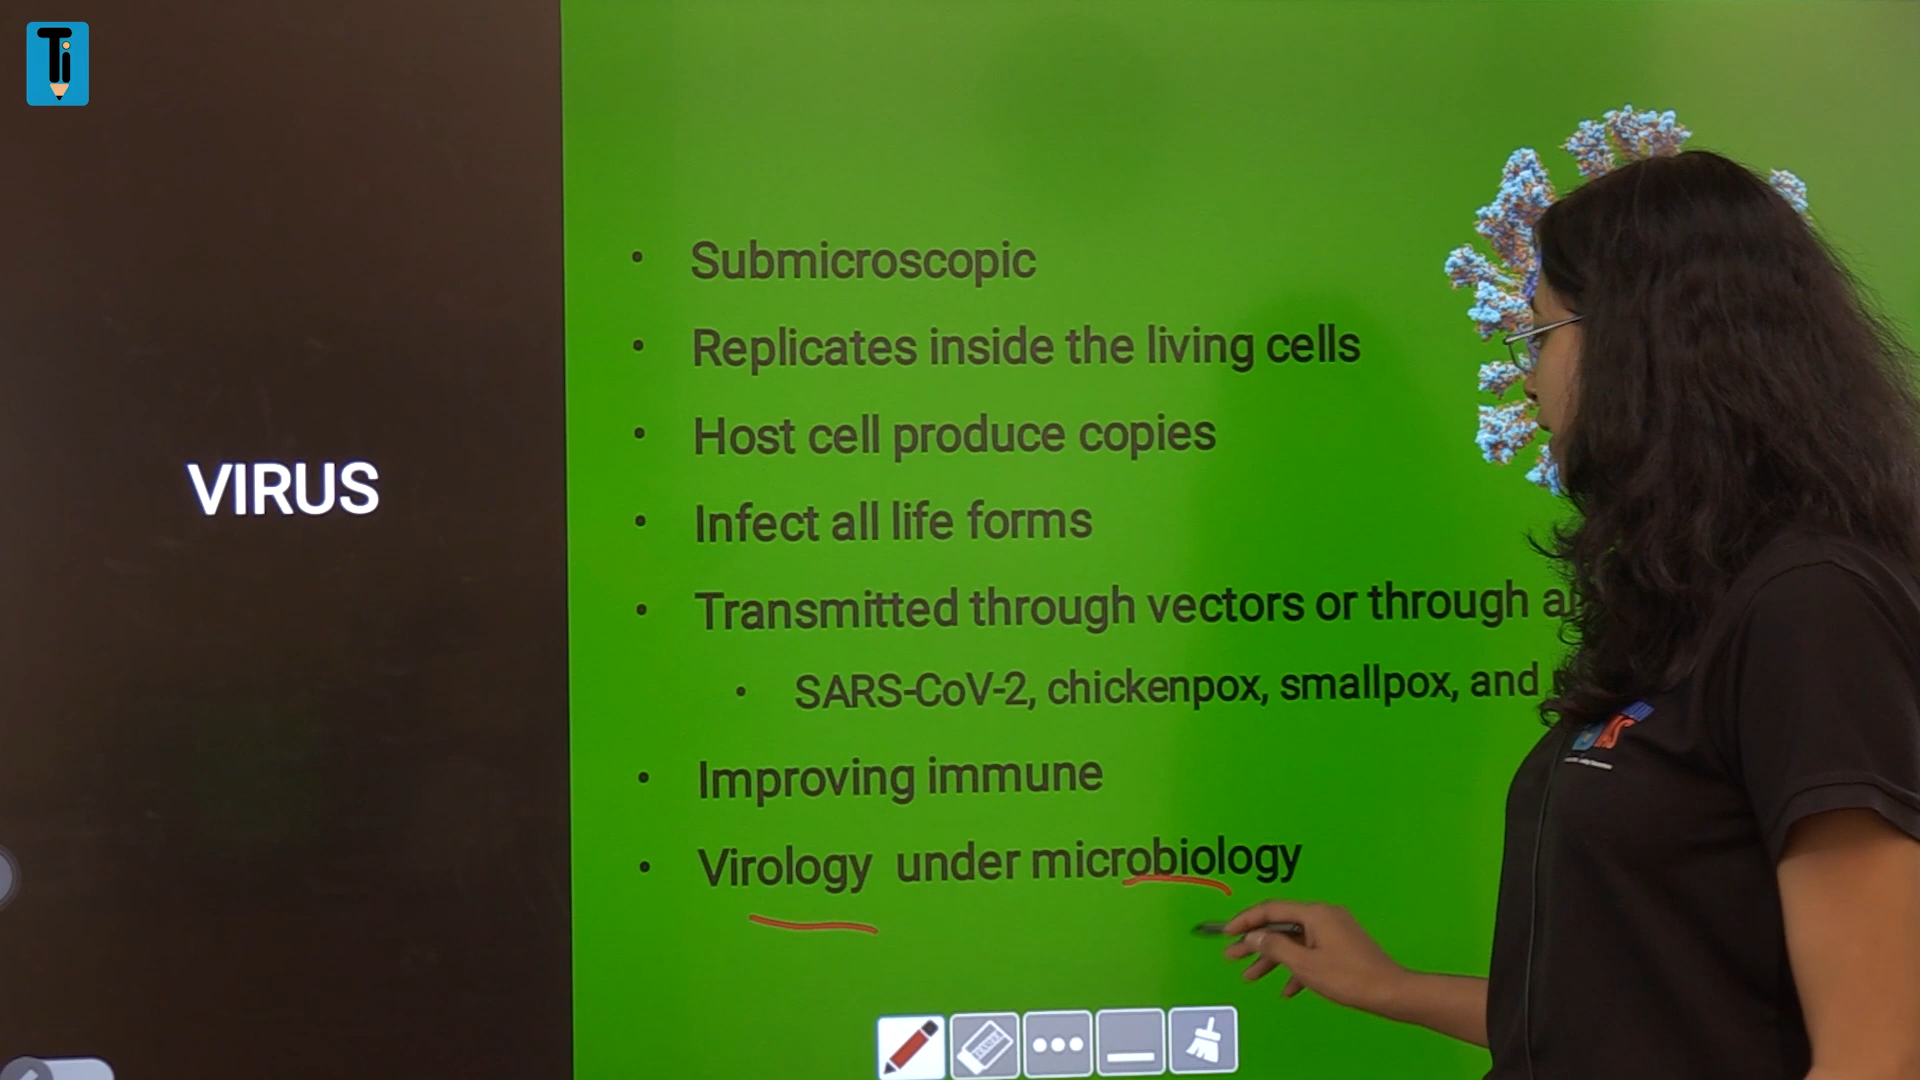 Ti
VIRUS
Submicroscopic
Replicates inside the living cells
Host cell produce copies
Infect all life forms
Transmitted through vectors or through
SARS-CoV-2, chickenpox, smallpox, and
Improving immune
Virology under microbiology